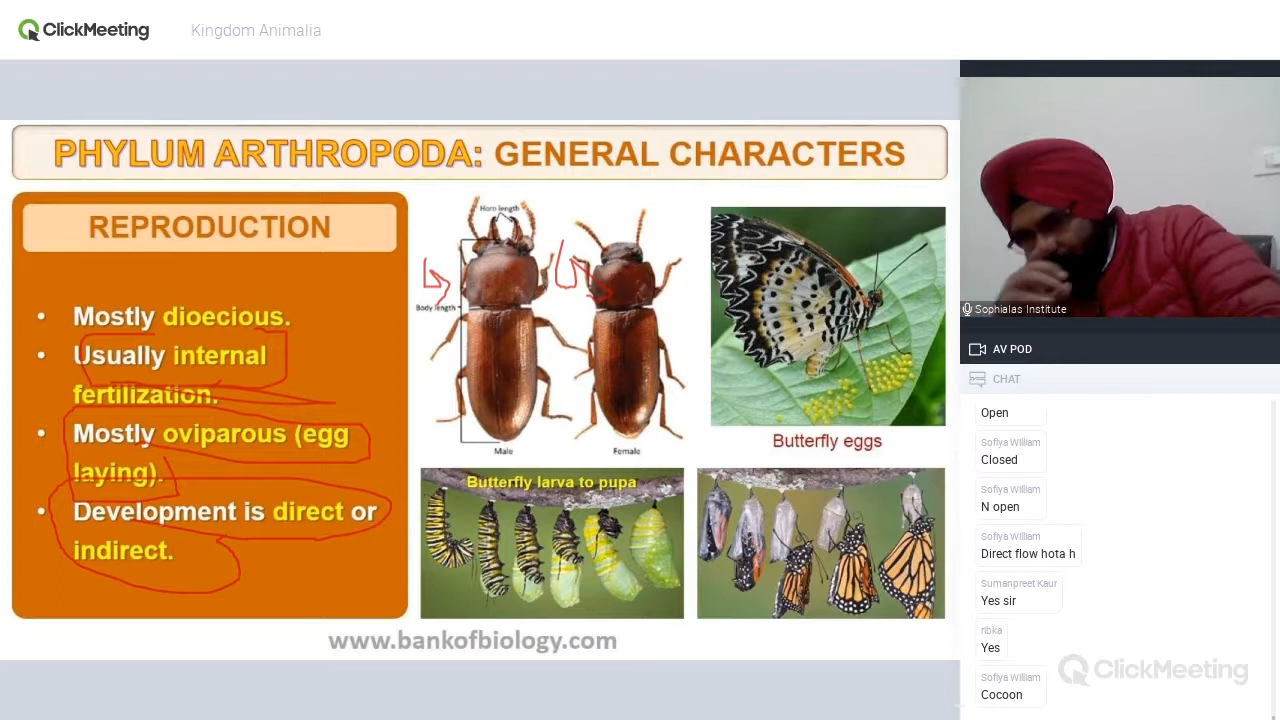 ClickMeeting
Kingdom Animalia
PHYLUM ARTHROPODA: GENERAL CHARACTERS
REPRODUCTION
• Mostly dioecious.
• Usually internal
fertilization.
• Mostly oviparous (egg
laying).
• Development is direct or
indirect.
Horn length
Body length
Male
Female
Butterfly eggs
Butterfly larva to pupa
www.bankofbiology.com
Sophialas Institute
AV POD
CHAT
Open
Sofiya William
Closed
Sofiya William
N open
Sofiya William
Direct flow hota h
Sumanpreet Kaur
Yes sir
ribka
Yes
Sofiya William
Cocoon
ClickMeeting